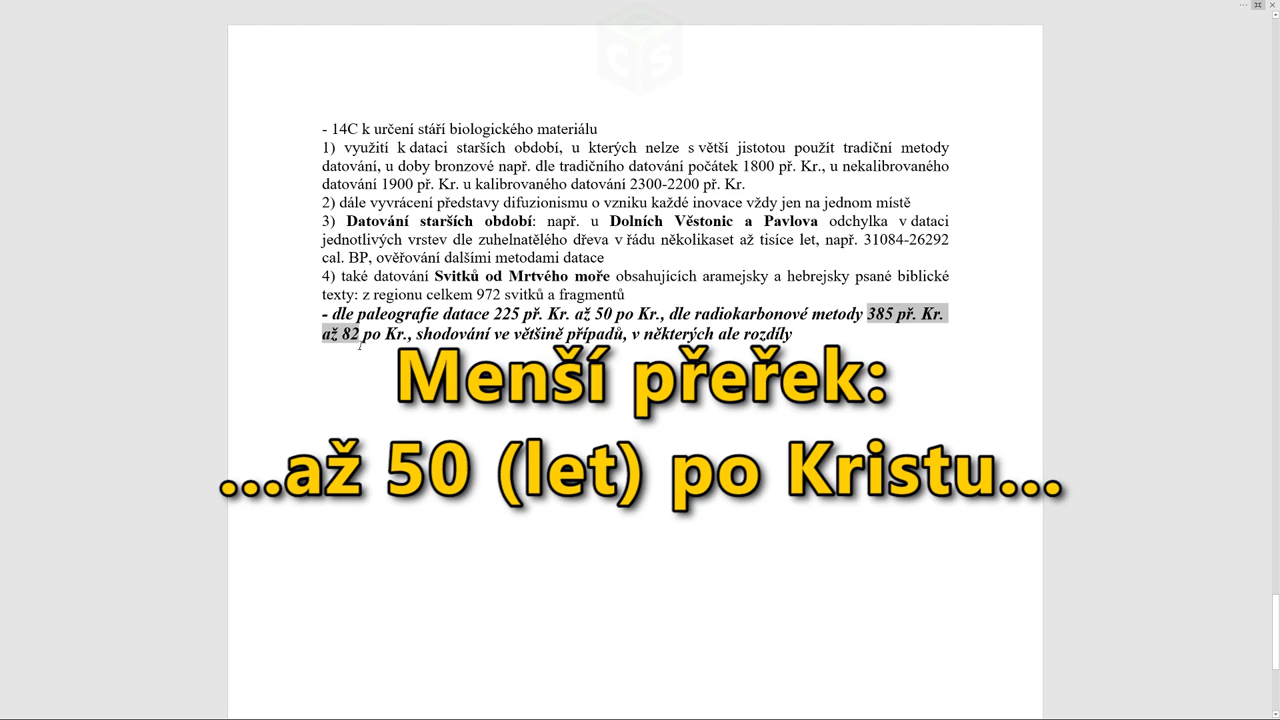 CS
- 14C k určení stáří biologického materiálu
1) využití k dataci starších období, u kterých nelze s větší jistotou použít tradiční metody
datování, u doby bronzové např. dle tradičního datování počátek 1800 př. Kr., u nekalibrovaného
datování 1900 př. Kr. u kalibrovaného datování 2300-2200 př. Kr.
2) dále vyvrácení představy difuzionismu o vzniku každé inovace vždy jen na jednom místě
3) Datování starších období: např. u Dolních Věstonic a Pavlova odchylka v dataci
jednotlivých vrstev dle zuhelnatělého dřeva v řádu několikaset až tisíce let, např. 31084-26292
cal. BP, ověřování dalšími metodami datace
4) také datování Svitků od Mrtvého moře obsahujících aramejsky a hebrejsky psané biblické
texty: z regionu celkem 972 svitků a fragmentů
- dle paleografie datace 225 př. Kr. až 50 po Kr., dle radiokarbonové metody 385 př. Kr.
až 82 po Kr., shodování ve většině případů, v některých ale rozdíly
Menší přeřek:
...až 50 (let) po Kristu...